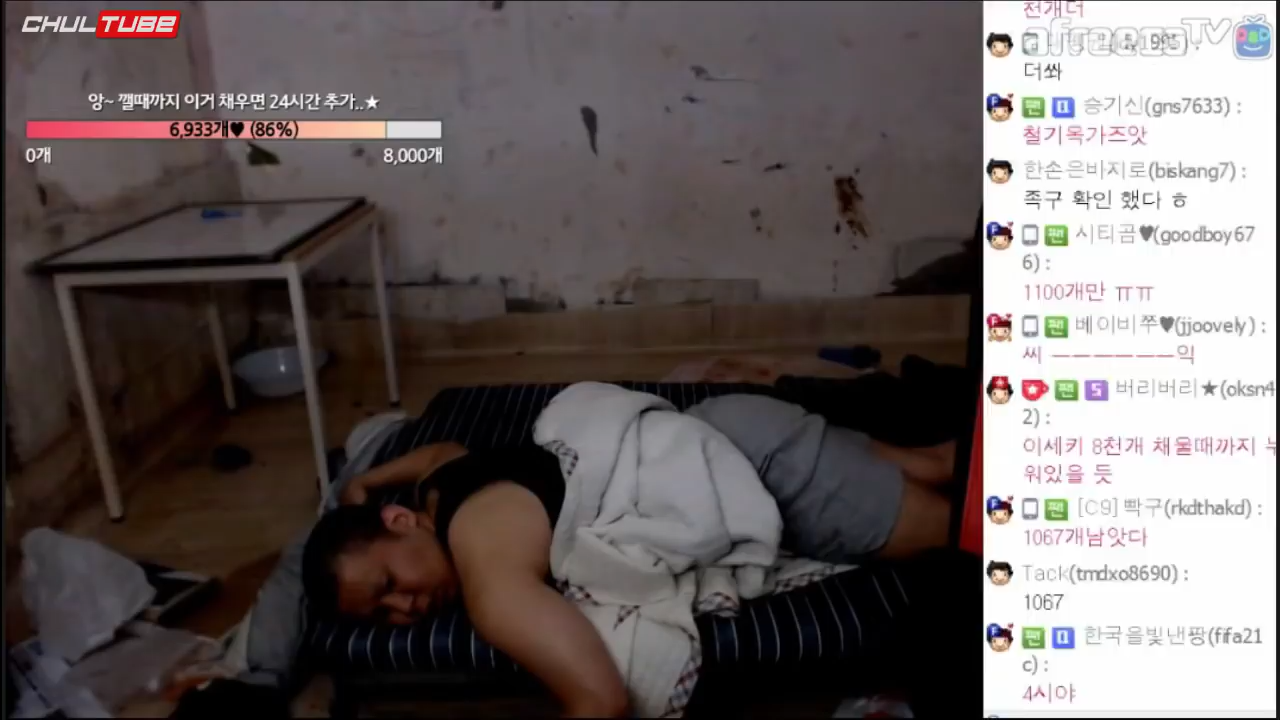 CHULTUBE
앙~ 깰때까지 이거 채우면 24시간 추가..★
6,933개♥ (86%)
0개
8,000개
전개더
afreecaTV
더쏴
승기신(gns7633) :
철기옥가즈앗
한손은바지로(biskang7) :
족구 확인 했다 ㅎ
시티곰♥(goodboy67
6) :
1100개만 ㅠㅠ
베이비쭈♥(jjoovely) :
씨 ㅡㅡㅡㅡㅡㅡ익
버리버리★(oksn4
2) :
이세키 8천개 채울때까지 누
워있을 듯
[C9] 빡구(rkdthakd) :
1067개남앗다
Tack(tmdxo8690) :
1067
한국을빛낸팡(fifa21
c) :
4시야